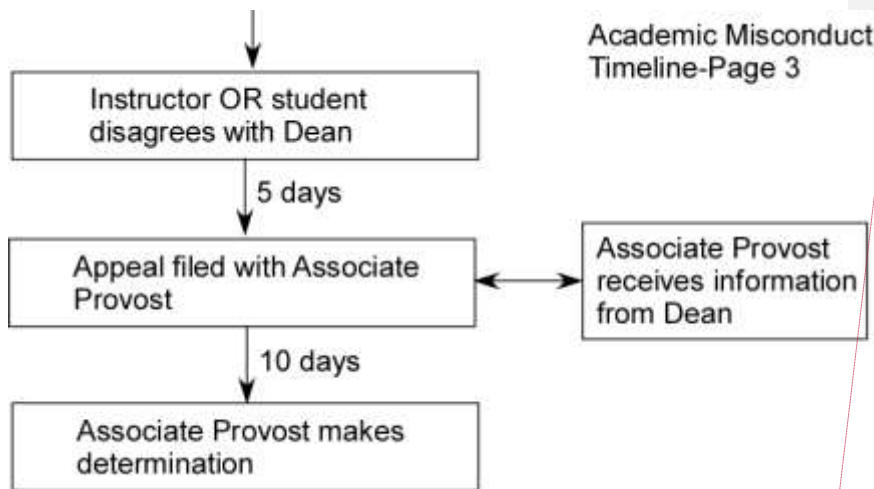 Academic Misconduct
Timeline-Page 3
Instructor OR student
disagrees with Dean
5 days
Appeal filed with Associate
Provost
Associate Provost
receives information
from Dean
10 days
Associate Provost makes
determination